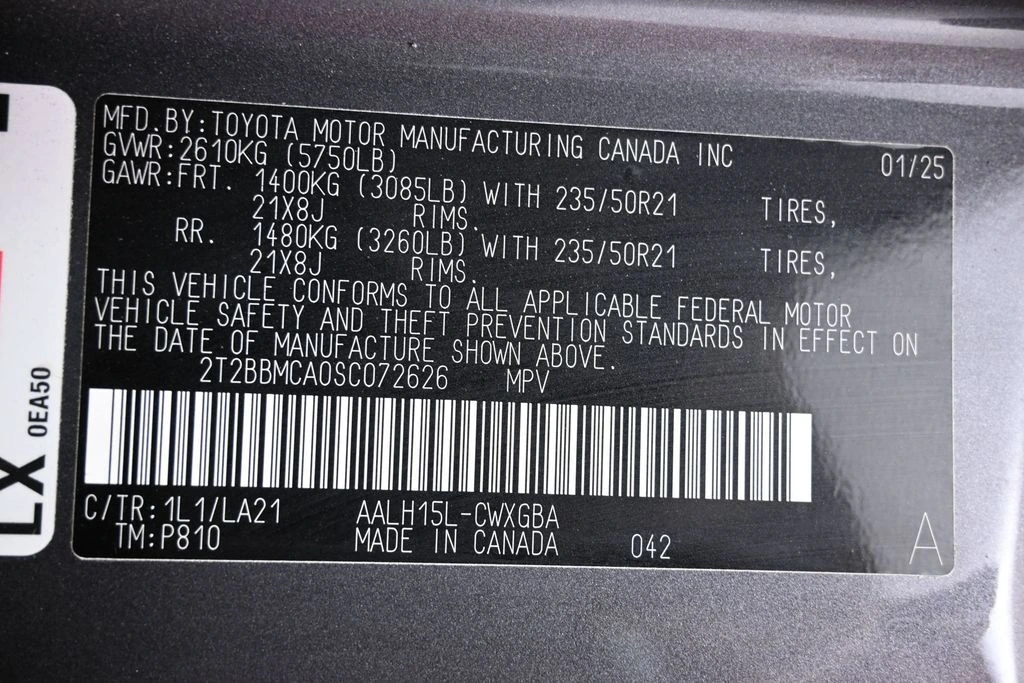 MFD.BY:TOYOTA MOTOR MANUFACTURING CANADA INC 01/25
GVWR:2610KG (5750LB)
GAWR:FRT. 1400KG (3085LB) WITH 235/50R21 TIRES,
21X8J RIMS.
RR. 1480KG (3260LB) WITH 235/50R21 TIRES,
21X8J RIMS.
THIS VEHICLE CONFORMS TO ALL APPLICABLE FEDERAL MOTOR
VEHICLE SAFETY AND THEFT PREVENTION STANDARDS IN EFFECT ON
THE DATE OF MANUFACTURE SHOWN ABOVE.
2T2BBMCA0SC072626 MPV
C/TR:1L1/LA21 AALH15L-CWXGBA
TM:P810 MADE IN CANADA 042 A
0EA50
LX